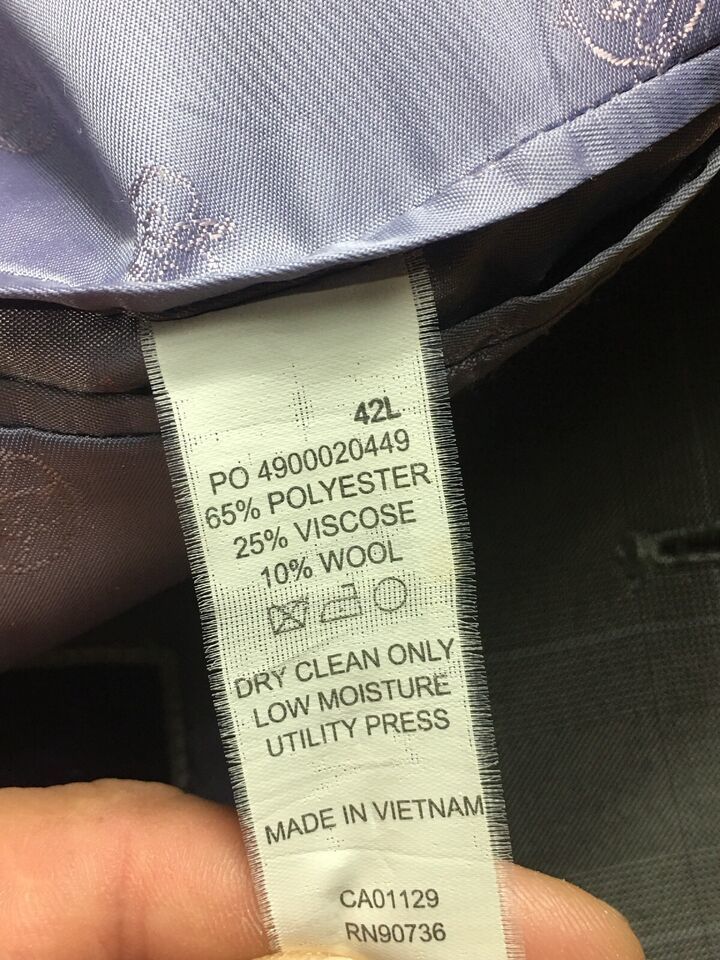 42L
PO 4900020449
65% POLYESTER
25% VISCOSE
10% WOOL
DRY CLEAN ONLY
LOW MOISTURE
UTILITY PRESS
MADE IN VIETNAM
CA01129
RN90736